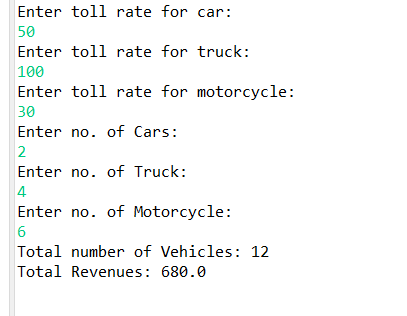 Enter toll rate for car:
50
Enter toll rate for truck:
100
Enter toll rate for motorcycle:
30
Enter no. of Cars:
2
Enter no. of Truck:
4
Enter no. of Motorcycle:
6
Total number of Vehicles: 12
Total Revenues: 680.0